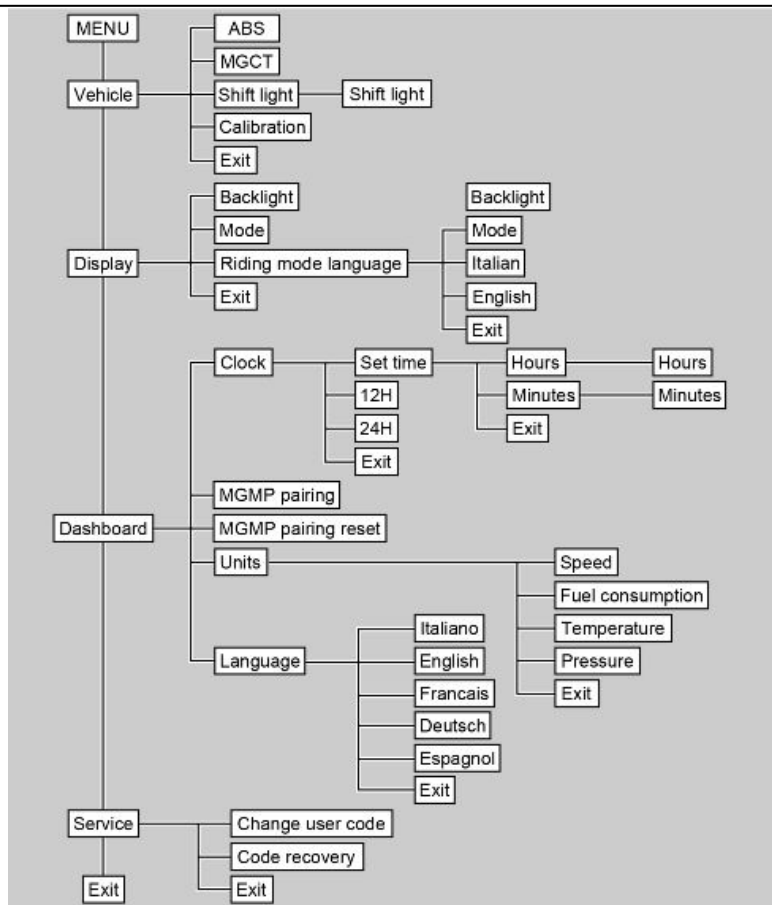 MENU
ABS
MGCT
Vehicle
Shift light
Shift light
Calibration
Exit
Backlight
Backlight
Mode
Mode
Display
Riding mode language
Italian
Exit
English
Exit
Clock
Set time
Hours
Hours
12H
Minutes
Minutes
24H
Exit
Exit
MGMP pairing
Dashboard
MGMP pairing reset
Units
Speed
Fuel consumption
Italiano
Temperature
Language
English
Pressure
Francais
Exit
Deutsch
Espagnol
Exit
Service
Change user code
Code recovery
Exit
Exit